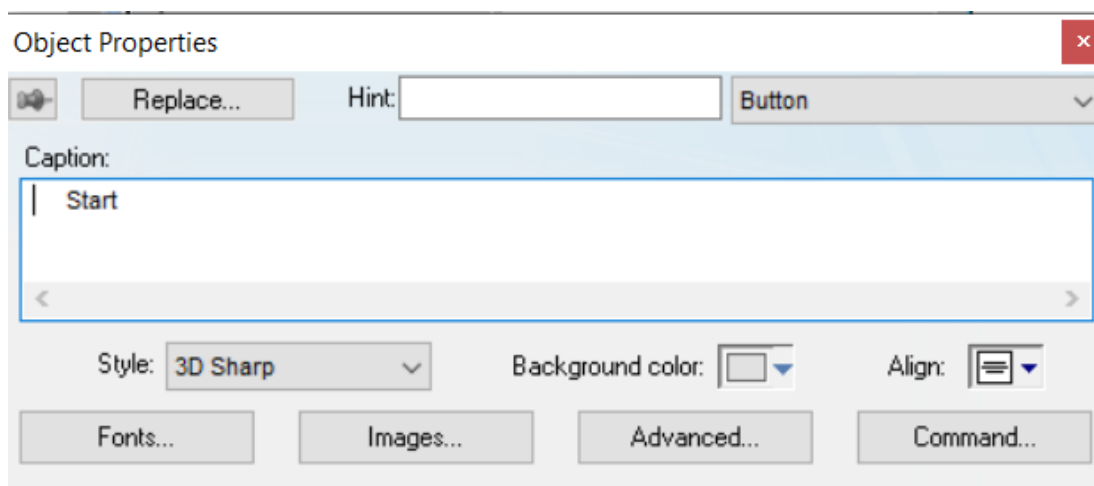 Object Properties
Replace... Hint: Button
Caption:
Start
Style: 3D Sharp Background color: Align:
Fonts... Images... Advanced... Command...